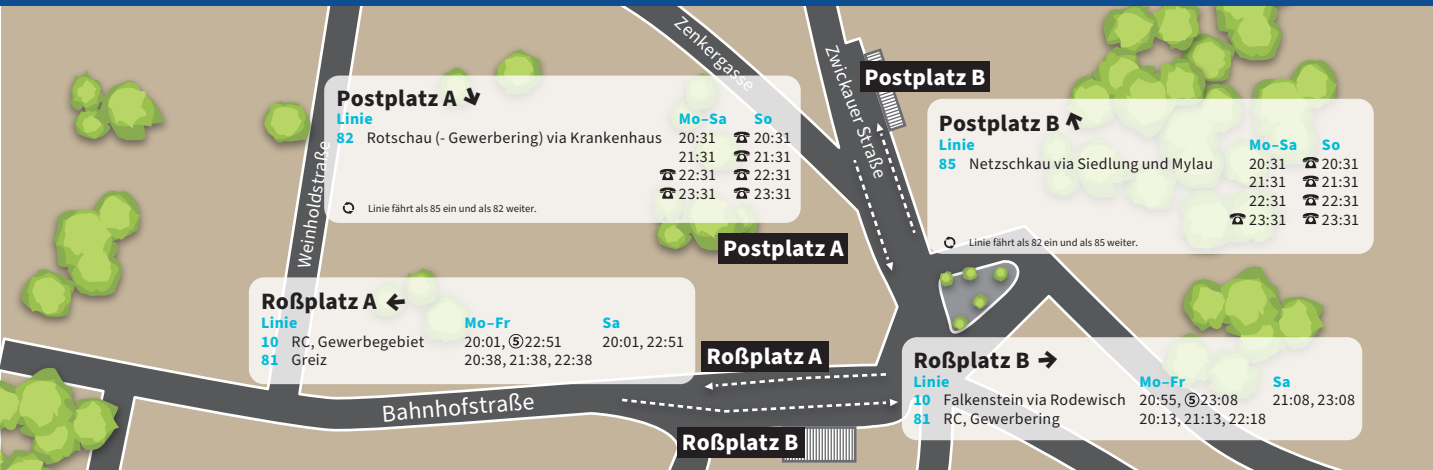 Zenkergasse
Zwickauer Straße
Weinholdstraße
Postplatz B
Postplatz A
Linie Mo–Sa So
82 Rotschau (- Gewerbering) via Krankenhaus 20:31 ☎ 20:31
21:31 ☎ 21:31
☎ 22:31 ☎ 22:31
☎ 23:31 ☎ 23:31
Linie fährt als 85 ein und als 82 weiter.
Postplatz B
Linie Mo–Sa So
85 Netzschkau via Siedlung und Mylau 20:31 ☎ 20:31
21:31 ☎ 21:31
22:31 ☎ 22:31
☎ 23:31 ☎ 23:31
Linie fährt als 82 ein und als 85 weiter.
Postplatz A
Roßplatz A ←
Linie Mo–Fr Sa
10 RC, Gewerbegebiet 20:01, ⑤22:51 20:01, 22:51
81 Greiz 20:38, 21:38, 22:38
Roßplatz A
Roßplatz B →
Linie Mo–Fr Sa
10 Falkenstein via Rodewisch 20:55, ⑤23:08 21:08, 23:08
81 RC, Gewerbering 20:13, 21:13, 22:18
Bahnhofstraße
Roßplatz B